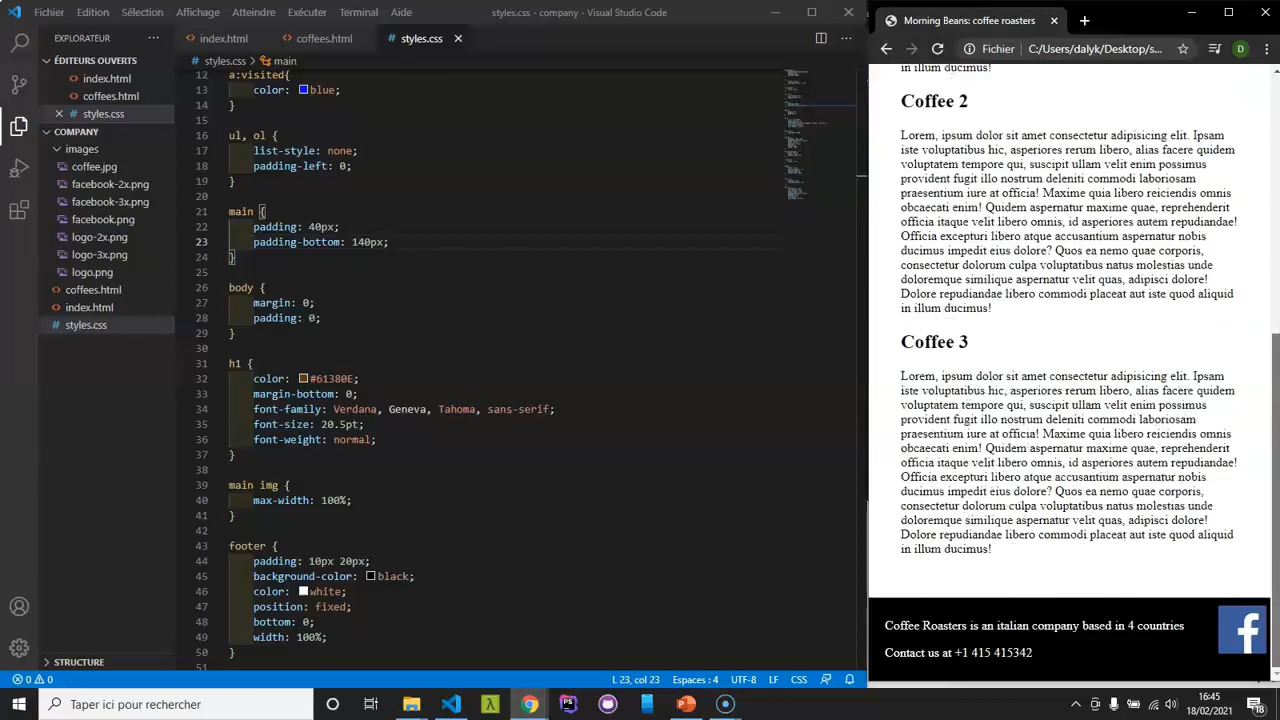 Fichier Edition Sélection Affichage Atteindre Exécuter Terminal Aide styles.css - company - Visual Studio Code
EXPLORATEUR
ÉDITEURS OUVERTS
index.html
coffees.html
styles.css
COMPANY
images
coffee.jpg
facebook-2x.png
facebook-3x.png
facebook.png
logo-2x.png
logo-3x.png
logo.png
coffees.html
index.html
styles.css
STRUCTURE
index.html coffees.html styles.css
styles.css > main
12 a:visited{
13 color: blue;
14 }
15
16 ul, ol {
17 list-style: none;
18 padding-left: 0;
19 }
20
21 main {
22 padding: 40px;
23 padding-bottom: 140px;
24 }
25
26 body {
27 margin: 0;
28 padding: 0;
29 }
30
31 h1 {
32 color: #61380E;
33 margin-bottom: 0;
34 font-family: Verdana, Geneva, Tahoma, sans-serif;
35 font-size: 20.5pt;
36 font-weight: normal;
37 }
38
39 main img {
40 max-width: 100%;
41 }
42
43 footer {
44 padding: 10px 20px;
45 background-color: black;
46 color: white;
47 position: fixed;
48 bottom: 0;
49 width: 100%;
50 }
51
0 0 L 23, col 23 Espaces : 4 UTF-8 LF CSS
Morning Beans: coffee roasters
Fichier | C:/Users/dalyk/Desktop/s... D
in illum ducimus!
Coffee 2
Lorem, ipsum dolor sit amet consectetur adipisicing elit. Ipsam
iste voluptatibus hic, asperiores rerum libero, alias facere quidem
voluptatem tempore qui, suscipit ullam velit enim possimus
provident fugit illo nostrum deleniti commodi laboriosam
praesentium iure at officia! Maxime quia libero reiciendis omnis
obcaecati enim! Quidem aspernatur maxime quae, reprehenderit
officia itaque velit libero omnis, id asperiores autem repudiandae!
Officia excepturi libero atque accusantium aspernatur nobis
ducimus impedit eius dolore? Quos ea nemo quae corporis,
consectetur dolorum culpa voluptatibus natus molestias unde
doloremque similique aspernatur velit quas, adipisci dolore!
Dolore repudiandae libero commodi placeat aut iste quod aliquid
in illum ducimus!
Coffee 3
Lorem, ipsum dolor sit amet consectetur adipisicing elit. Ipsam
iste voluptatibus hic, asperiores rerum libero, alias facere quidem
voluptatem tempore qui, suscipit ullam velit enim possimus
provident fugit illo nostrum deleniti commodi laboriosam
praesentium iure at officia! Maxime quia libero reiciendis omnis
obcaecati enim! Quidem aspernatur maxime quae, reprehenderit
officia itaque velit libero omnis, id asperiores autem repudiandae!
Officia excepturi libero atque accusantium aspernatur nobis
ducimus impedit eius dolore? Quos ea nemo quae corporis,
consectetur dolorum culpa voluptatibus natus molestias unde
doloremque similique aspernatur velit quas, adipisci dolore!
Dolore repudiandae libero commodi placeat aut iste quod aliquid
in illum ducimus!
Coffee Roasters is an italian company based in 4 countries
Contact us at +1 415 415342
Taper ici pour rechercher
16:45
18/02/2021
18